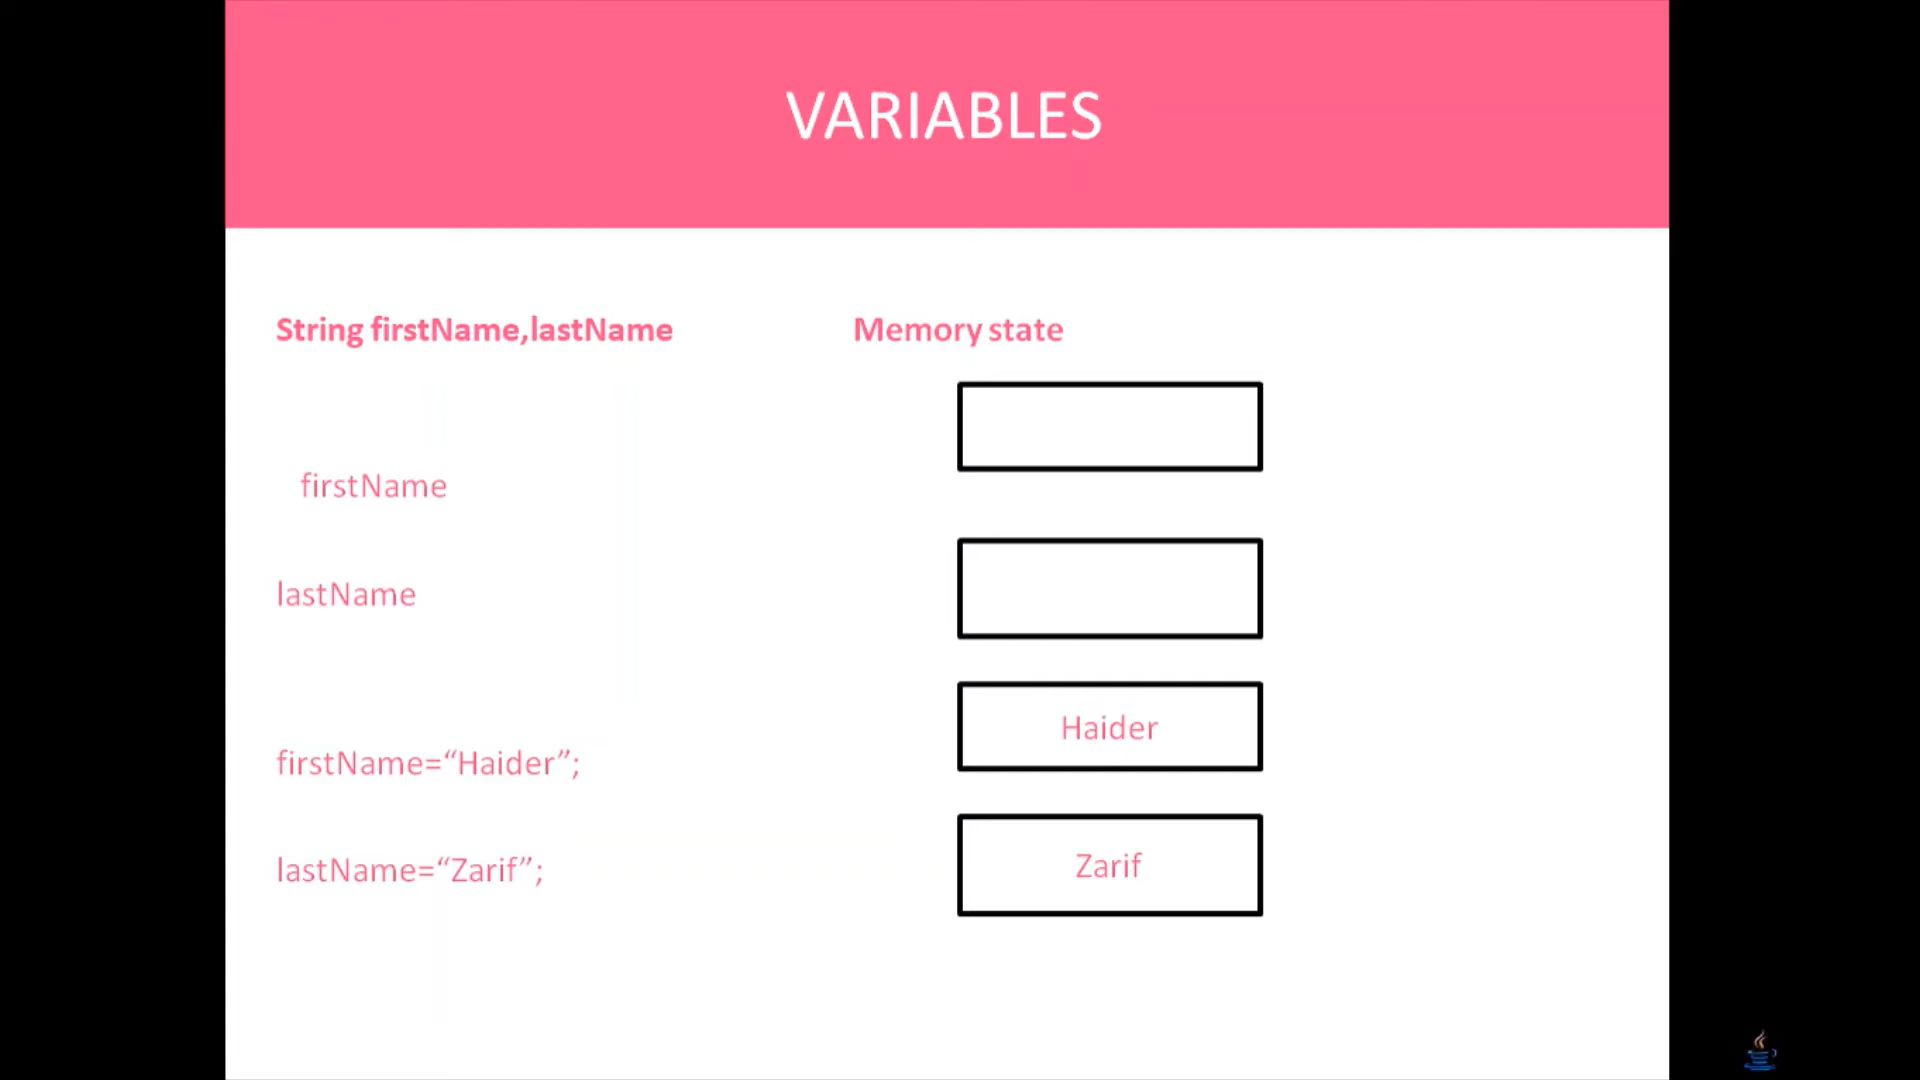 VARIABLES
String firstName,lastName
Memory state
firstName
lastName
firstName=“Haider”;
Haider
lastName=“Zarif”;
Zarif